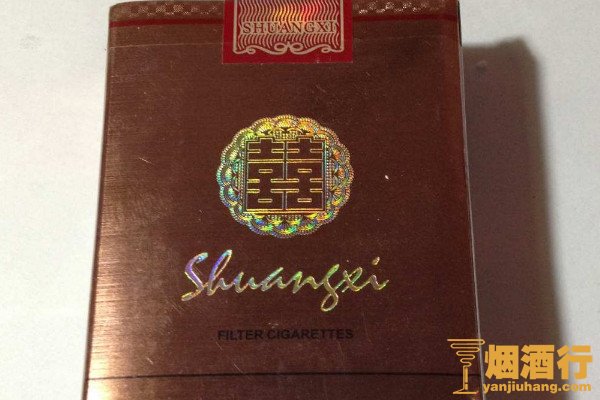 SHUANGXI
囍
Shuangxi
FILTER CIGARETTES
烟酒行
yanjiuhang.com